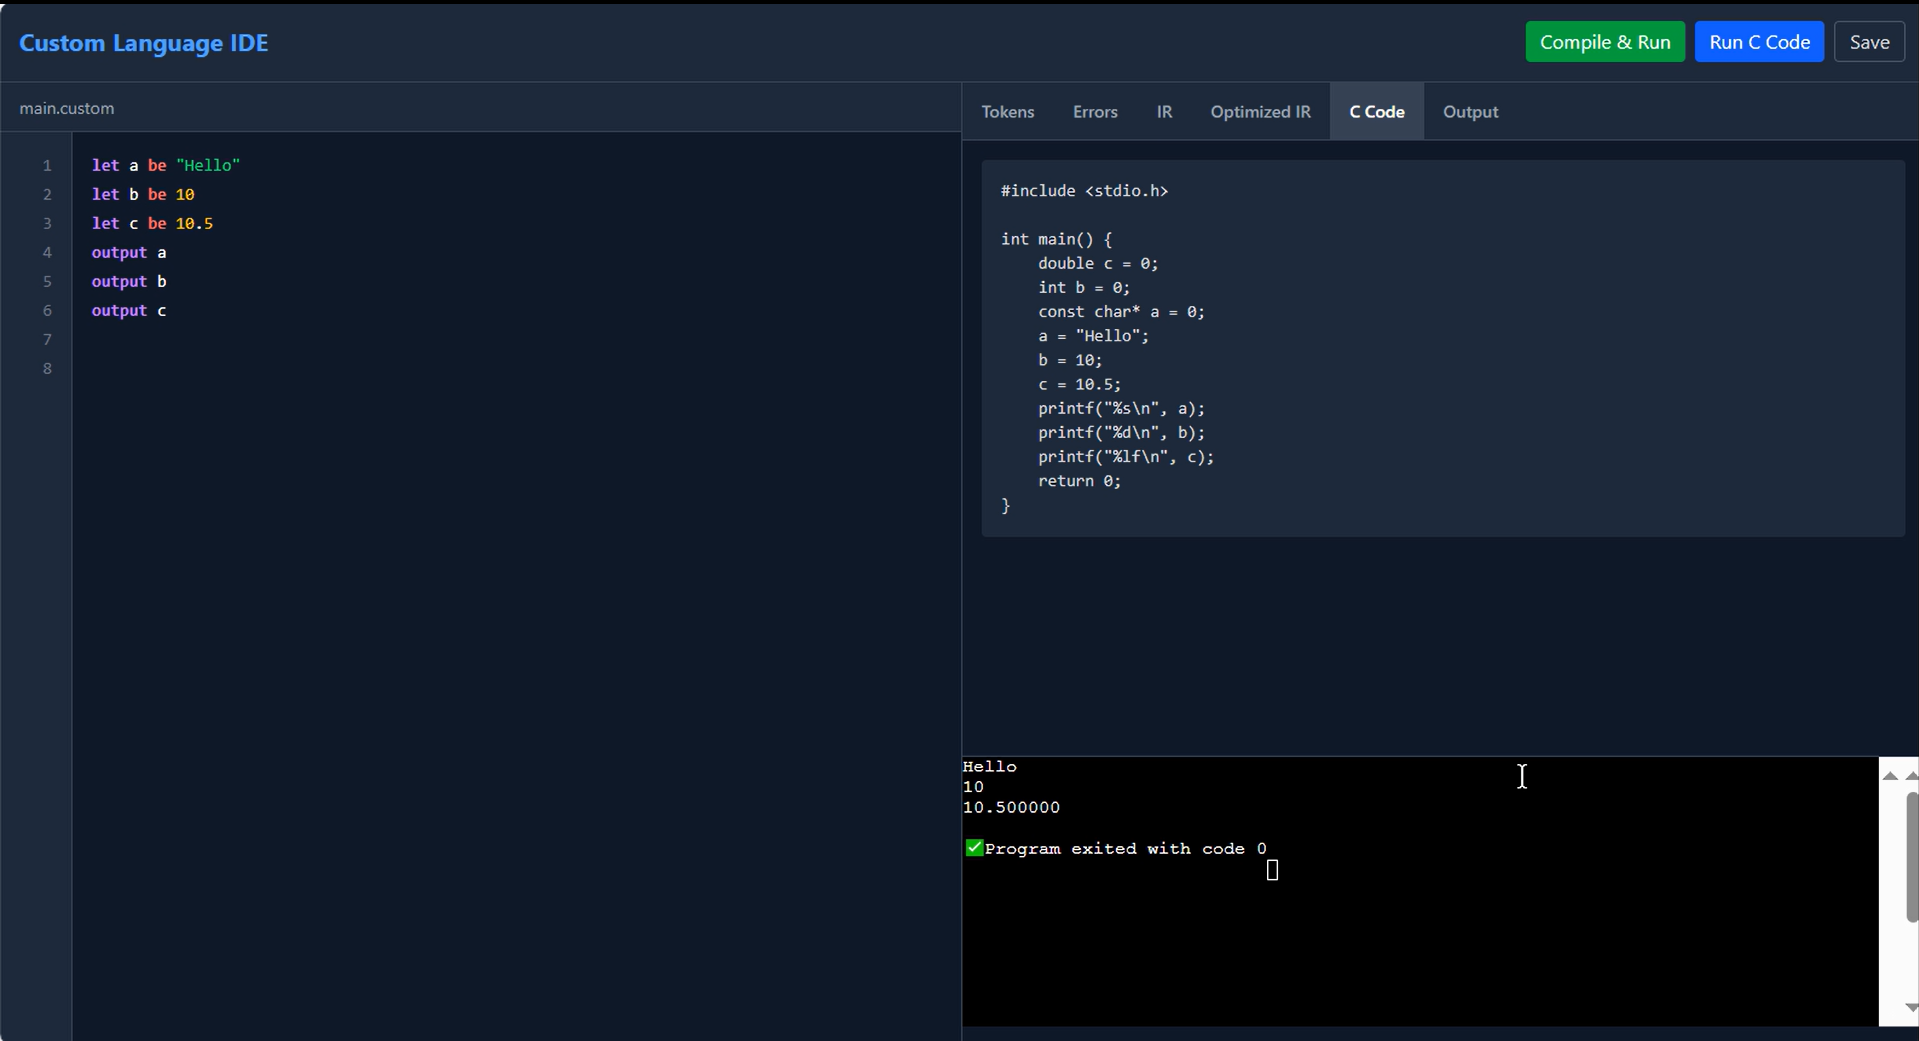 Custom Language IDE
Compile & Run
Run C Code
Save
main.custom
1 let a be "Hello"
2 let b be 10
3 let c be 10.5
4 output a
5 output b
6 output c
7
8
Tokens Errors IR Optimized IR C Code Output
#include <stdio.h>
int main() {
    double c = 0;
    int b = 0;
    const char* a = 0;
    a = "Hello";
    b = 10;
    c = 10.5;
    printf("%s\n", a);
    printf("%d\n", b);
    printf("%lf\n", c);
    return 0;
}
Hello
10
10.500000
✅Program exited with code 0